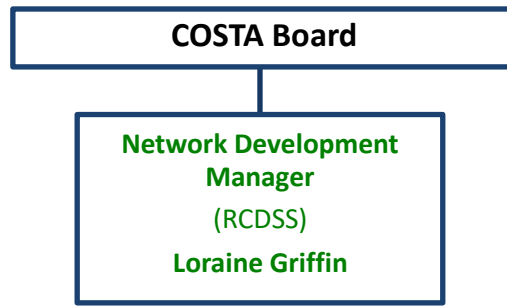 COSTA Board
Network Development
Manager
(RCDSS)
Loraine Griffin